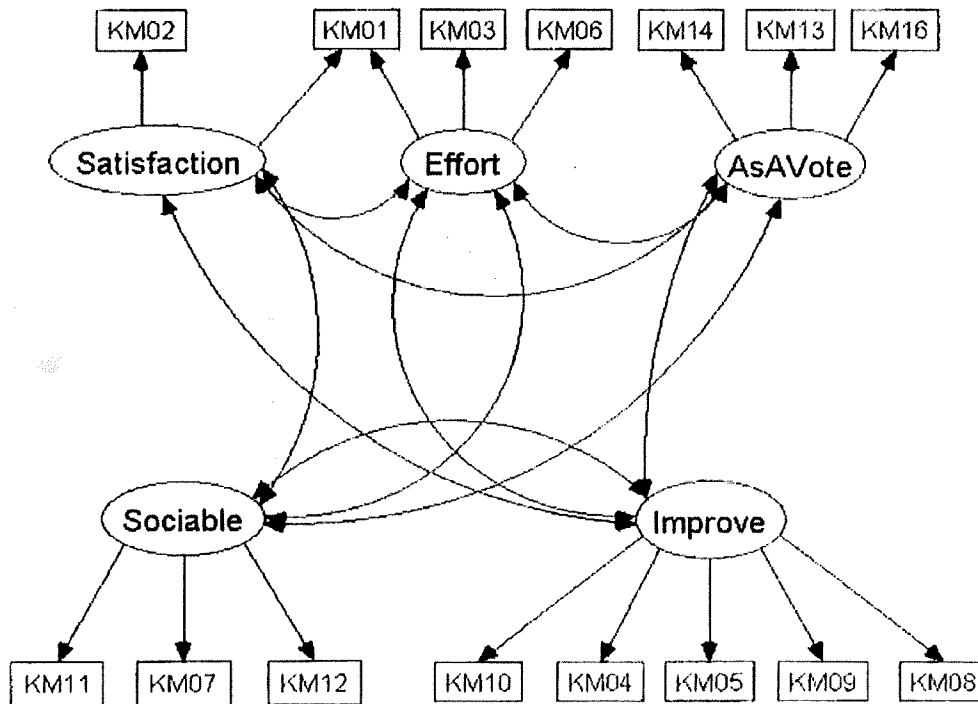 KM02 KM01 KM03 KM06 KM14 KM13 KM16
Satisfaction Effort AsAVote
Sociable Improve
KM11 KM07 KM12 KM10 KM04 KM05 KM09 KM08